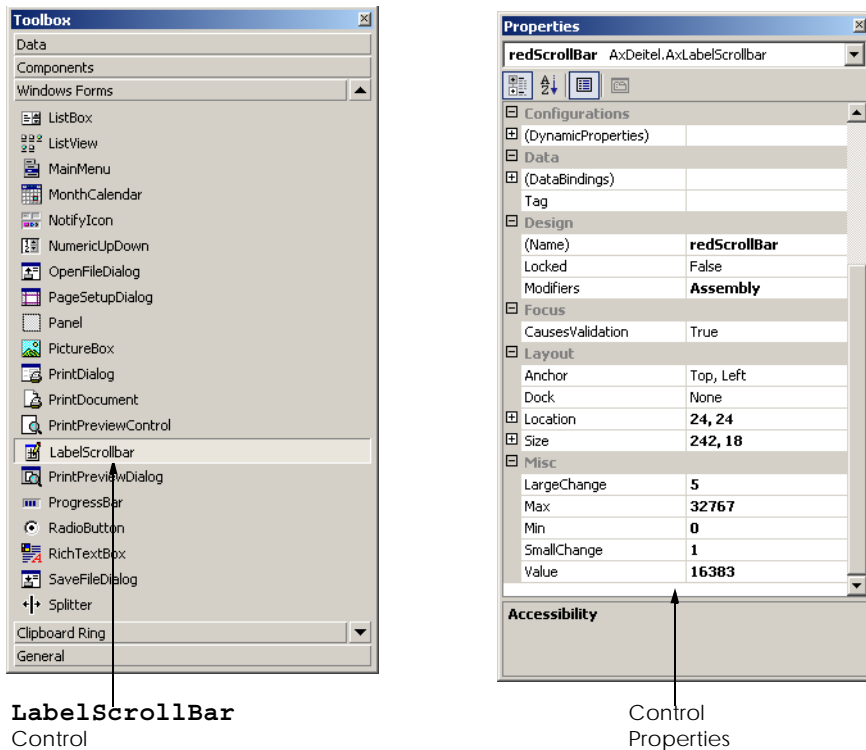 Toolbox
Data
Components
Windows Forms
ListBox
ListView
MainMenu
MonthCalendar
NotifyIcon
NumericUpDown
OpenFileDialog
PageSetupDialog
Panel
PictureBox
PrintDialog
PrintDocument
PrintPreviewControl
LabelScrollbar
PrintPreviewDialog
ProgressBar
RadioButton
RichTextBox
SaveFileDialog
Splitter
Clipboard Ring
General
LabelScrollBar
Control
Properties
redScrollBar AxDeitel.AxLabelScrollbar
Configurations
(DynamicProperties)
Data
(DataBindings)
Tag
Design
(Name) redScrollBar
Locked False
Modifiers Assembly
Focus
CausesValidation True
Layout
Anchor Top, Left
Dock None
Location 24, 24
Size 242, 18
Misc
LargeChange 5
Max 32767
Min 0
SmallChange 1
Value 16383
Accessibility
Control
Properties